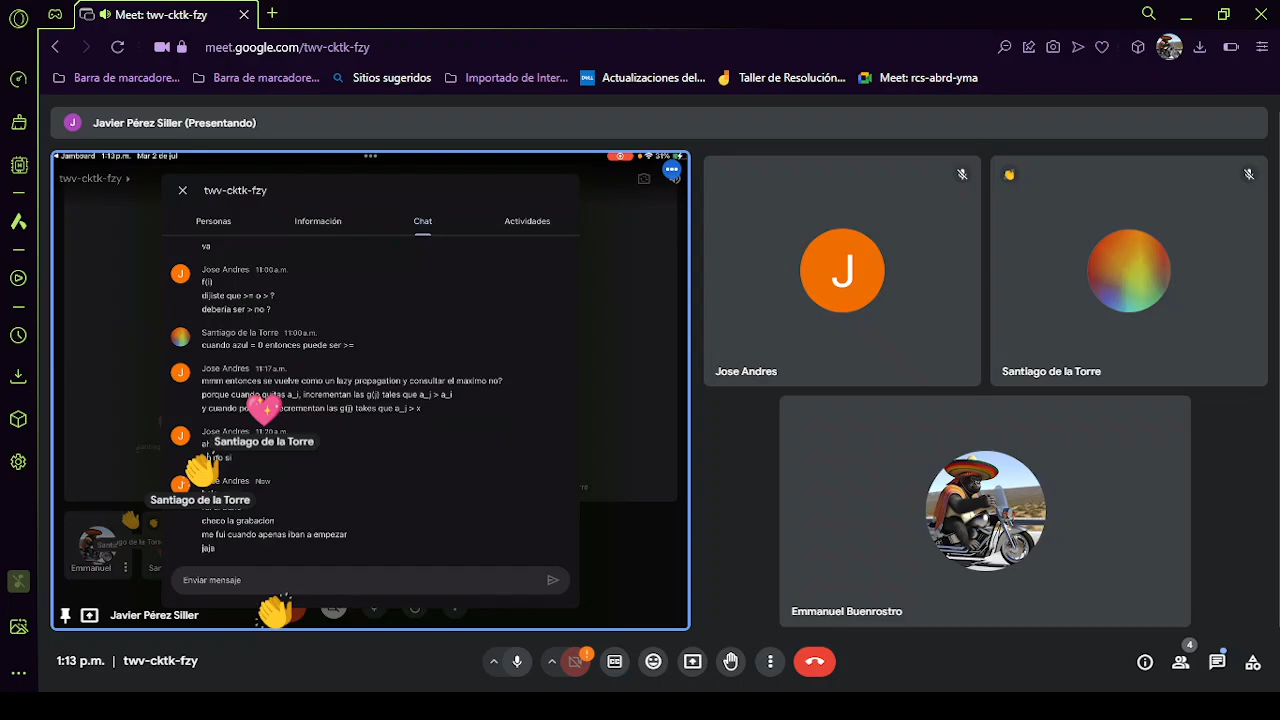 Meet: twv-cktk-fzy
meet.google.com/twv-cktk-fzy
Barra de marcadore...
Barra de marcadore...
Sitios sugeridos
Importado de Inter...
DELL
Actualizaciones del...
Taller de Resolución...
Meet: rcs-abrd-yma
J
Javier Pérez Siller (Presentando)
Jamboard 1:13 p.m. Mar 2 de jul
31%
twv-cktk-fzy
twv-cktk-fzy
Personas
Información
Chat
Actividades
va
J
Jose Andres 11:00 a.m.
f(i)
dijiste que >= o > ?
debería ser > no ?
Santiago de la Torre 11:00 a.m.
cuando azul = 0 entonces puede ser >=
J
Jose Andres 11:17 a.m.
mmm entonces se vuelve como un lazy propagation y consultar el maximo no?
porque cuando quitas a_i, incrementan las g(j) tales que a_j > a_i
y cuando incrementan las g(j) takes que a_j > x
J
Jose Andres 11:20 a.m.
Santiago de la Torre
no si
J
Andres Now
Santiago de la Torre
checo la grabacion
me fui cuando apenas iban a empezar
jaja
Enviar mensaje
Emmanuel
Javier Pérez Siller
J
Jose Andres
Santiago de la Torre
Emmanuel Buenrostro
1:13 p.m. | twv-cktk-fzy
4